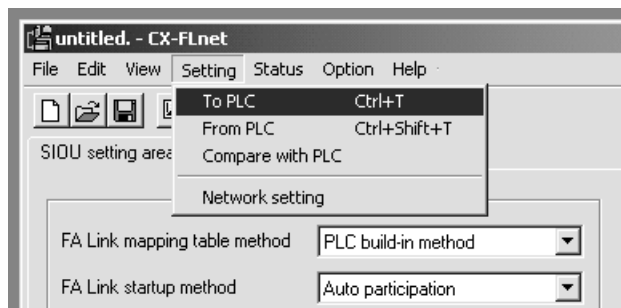 untitled. - CX-FLnet
File Edit View Setting Status Option Help
To PLC Ctrl+T
From PLC Ctrl+Shift+T
Compare with PLC
Network setting
SIOU setting area
FA Link mapping table method PLC build-in method
FA Link startup method Auto participation